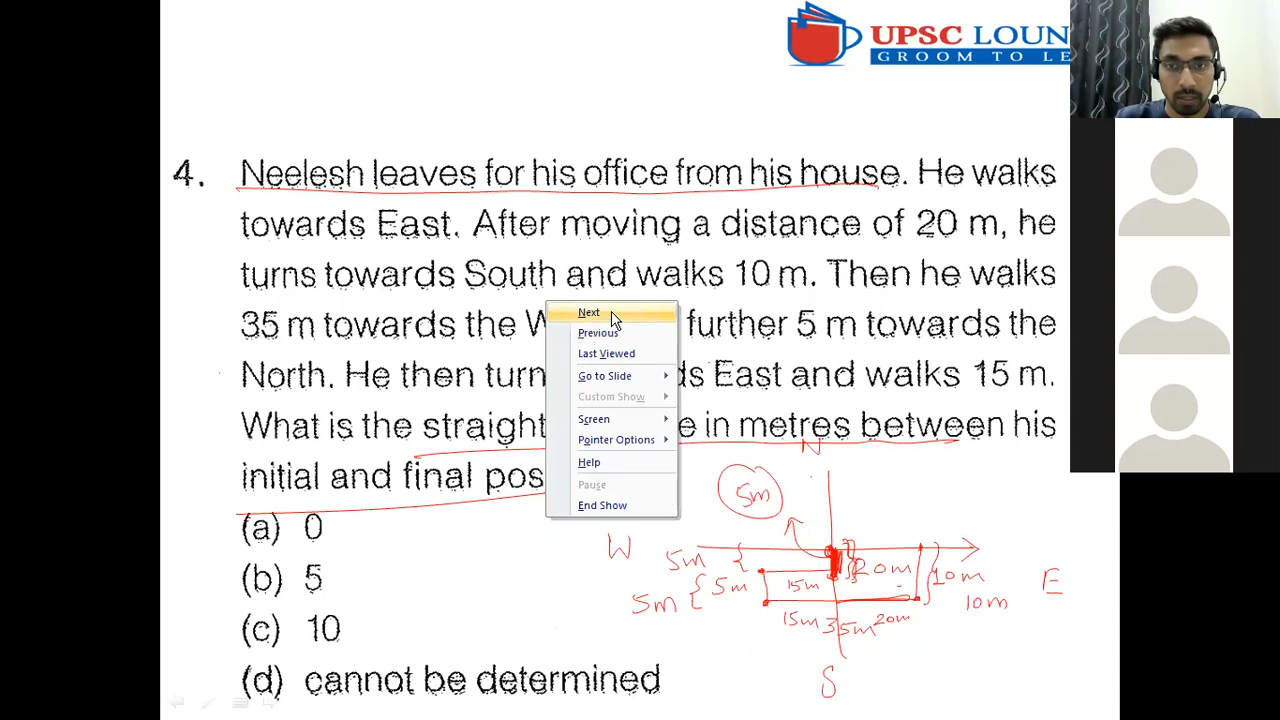 UPSC LOUN
GROOM TO LE
4. Neelesh leaves for his office from his house. He walks
towards East. After moving a distance of 20 m, he
turns towards South and walks 10 m. Then he walks
35 m towards the W further 5 m towards the
North. He then turn ds East and walks 15 m.
What is the straight e in metres between his
initial and final pos
(a) 0
(b) 5
(c) 10
(d) cannot be determined
Next
Previous
Last Viewed
Go to Slide
Custom Show
Screen
Pointer Options
Help
Pause
End Show
N
5m
W
5m
20m
5m
15m
10m
E
5m
10m
15m
35m
20m
S